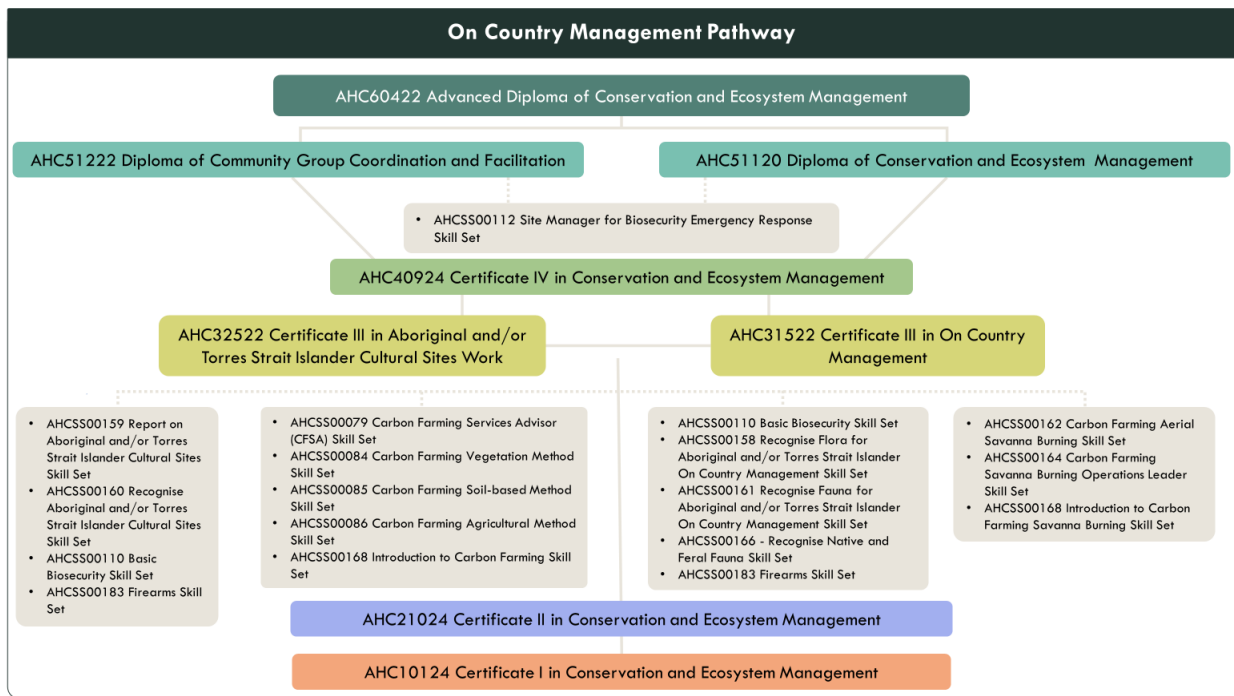 On Country Management Pathway
AHC60422 Advanced Diploma of Conservation and Ecosystem Management
AHC51222 Diploma of Community Group Coordination and Facilitation
AHC51120 Diploma of Conservation and Ecosystem Management
• AHCSS00112 Site Manager for Biosecurity Emergency Response
Skill Set
AHC40924 Certificate IV in Conservation and Ecosystem Management
AHC32522 Certificate III in Aboriginal and/or
Torres Strait Islander Cultural Sites Work
AHC31522 Certificate III in On Country
Management
• AHCSS00159 Report on
Aboriginal and/or Torres
Strait Islander Cultural Sites
Skill Set
• AHCSS00160 Recognise
Aboriginal and/or Torres
Strait Islander Cultural Sites
Skill Set
• AHCSS00110 Basic
Biosecurity Skill Set
• AHCSS00183 Firearms Skill
Set
• AHCSS00079 Carbon Farming Services Advisor
(CFSA) Skill Set
• AHCSS00084 Carbon Farming Vegetation Method
Skill Set
• AHCSS00085 Carbon Farming Soil-based Method
Skill Set
• AHCSS00086 Carbon Farming Agricultural Method
Skill Set
• AHCSS00168 Introduction to Carbon Farming Skill
Set
• AHCSS00110 Basic Biosecurity Skill Set
• AHCSS00158 Recognise Flora for
Aboriginal and/or Torres Strait Islander
On Country Management Skill Set
• AHCSS00161 Recognise Fauna for
Aboriginal and/or Torres Strait Islander
On Country Management Skill Set
• AHCSS00166 - Recognise Native and
Feral Fauna Skill Set
• AHCSS00183 Firearms Skill Set
• AHCSS00162 Carbon Farming Aerial
Savanna Burning Skill Set
• AHCSS00164 Carbon Farming
Savanna Burning Operations Leader
Skill Set
• AHCSS00168 Introduction to Carbon
Farming Savanna Burning Skill Set
AHC21024 Certificate II in Conservation and Ecosystem Management
AHC10124 Certificate I in Conservation and Ecosystem Management